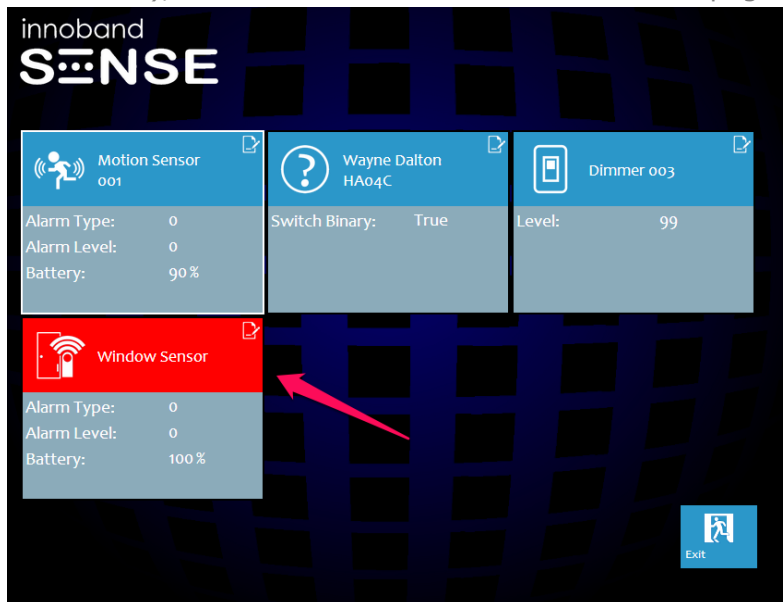 innoband
SENSE
Motion Sensor
001
Wayne Dalton
HA04C
Dimmer 003
Alarm Type: 0
Alarm Level: 0
Battery: 90%
Switch Binary: True
Level: 99
Window Sensor
Alarm Type: 0
Alarm Level: 0
Battery: 100%
Exit